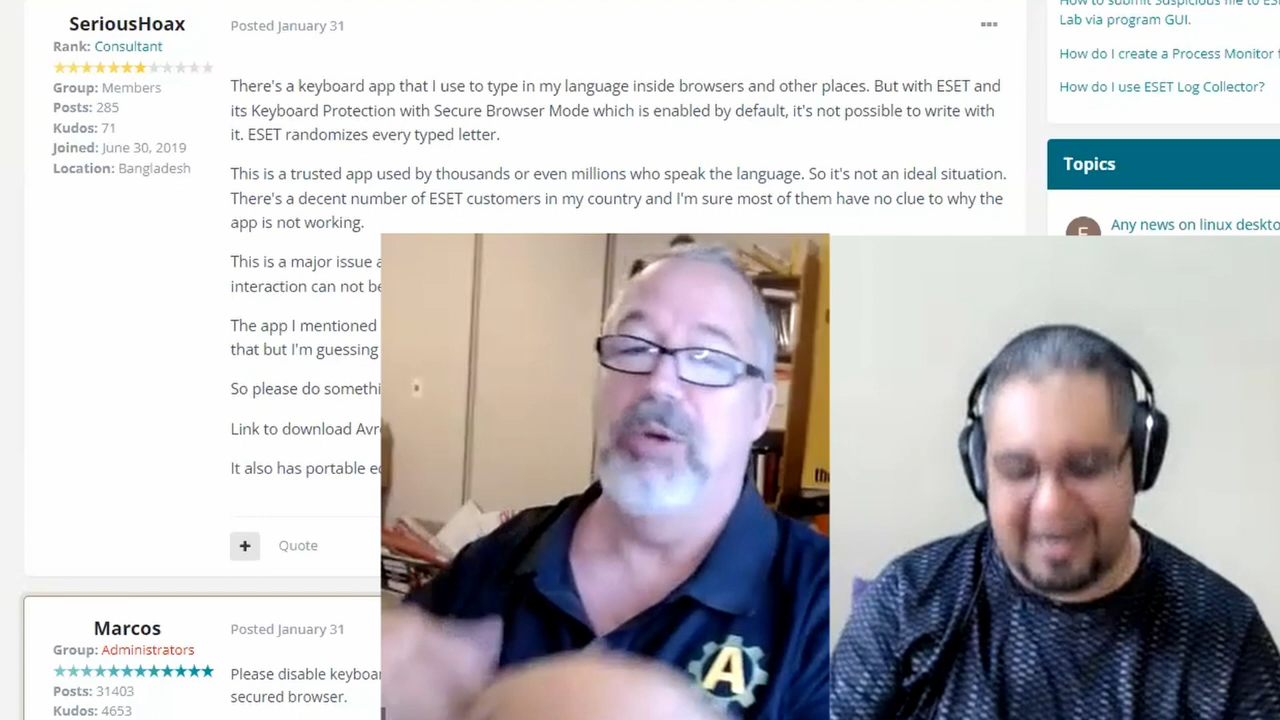 SeriousHoax
Rank: Consultant
Group: Members
Posts: 285
Kudos: 71
Joined: June 30, 2019
Location: Bangladesh
Posted January 31
There's a keyboard app that I use to type in my language inside browsers and other places. But with ESET and
its Keyboard Protection with Secure Browser Mode which is enabled by default, it's not possible to write with
it. ESET randomizes every typed letter.
This is a trusted app used by thousands or even millions who speak the language. So it's not an ideal situation.
There's a decent number of ESET customers in my country and I'm sure most of them have no clue to why the
app is not working.
This is a major issue
interaction can not be
The app I mentioned
that but I'm guessing
So please do somethi
Link to download Avr
It also has portable e
+ Quote
Marcos
Group: Administrators
Posts: 31403
Kudos: 4653
Posted January 31
Please disable keyboa
secured browser.
How to submit Suspicious file to ES
Lab via program GUI.
How do I create a Process Monitor
How do I use ESET Log Collector?
Topics
Any news on linux deskto
A